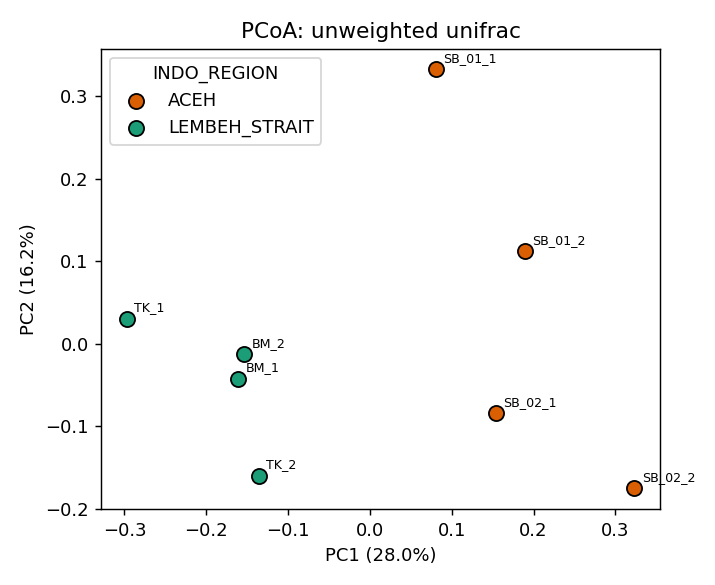 PCoA: unweighted unifrac
INDO_REGION
ACEH
LEMBEH_STRAIT
SB_01_1
SB_01_2
TK_1
BM_2
BM_1
SB_02_1
TK_2
SB_02_2
PC2 (16.2%)
0.3
0.2
0.1
0.0
−0.1
−0.2
−0.3
−0.2
−0.1
0.0
0.1
0.2
0.3
PC1 (28.0%)